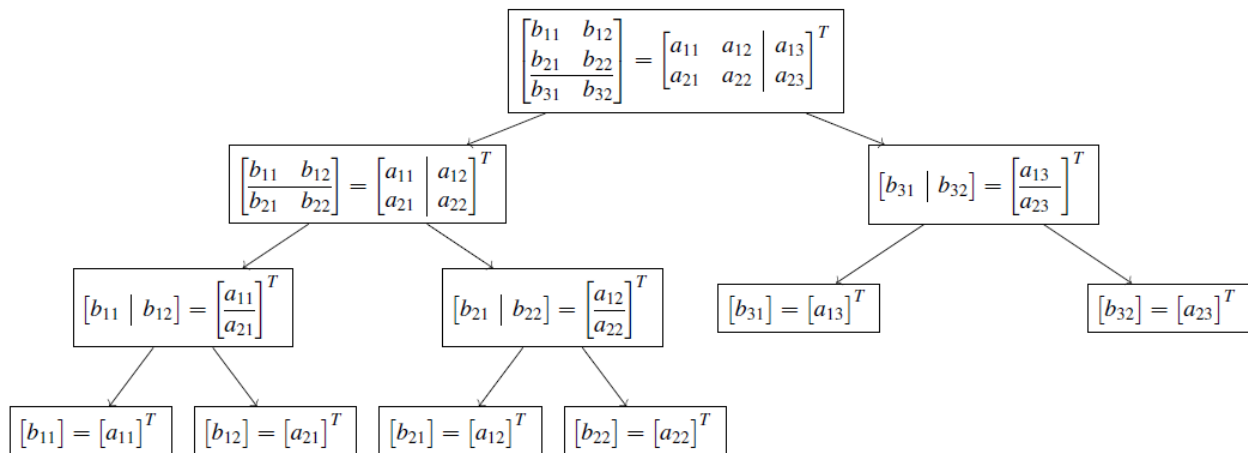 [b₁₁ b₁₂
b₂₁ b₂₂
b₃₁ b₃₂] = [a₁₁ a₁₂ | a₁₃
a₂₁ a₂₂ | a₂₃]ᵀ
[b₁₁ b₁₂
b₂₁ b₂₂] = [a₁₁ | a₁₂
a₂₁ | a₂₂]ᵀ
[b₃₁ | b₃₂] = [a₁₃
a₂₃]ᵀ
[b₁₁ | b₁₂] = [a₁₁
a₂₁]ᵀ
[b₂₁ | b₂₂] = [a₁₂
a₂₂]ᵀ
[b₃₁] = [a₁₃]ᵀ
[b₃₂] = [a₂₃]ᵀ
[b₁₁] = [a₁₁]ᵀ
[b₁₂] = [a₂₁]ᵀ
[b₂₁] = [a₁₂]ᵀ
[b₂₂] = [a₂₂]ᵀ